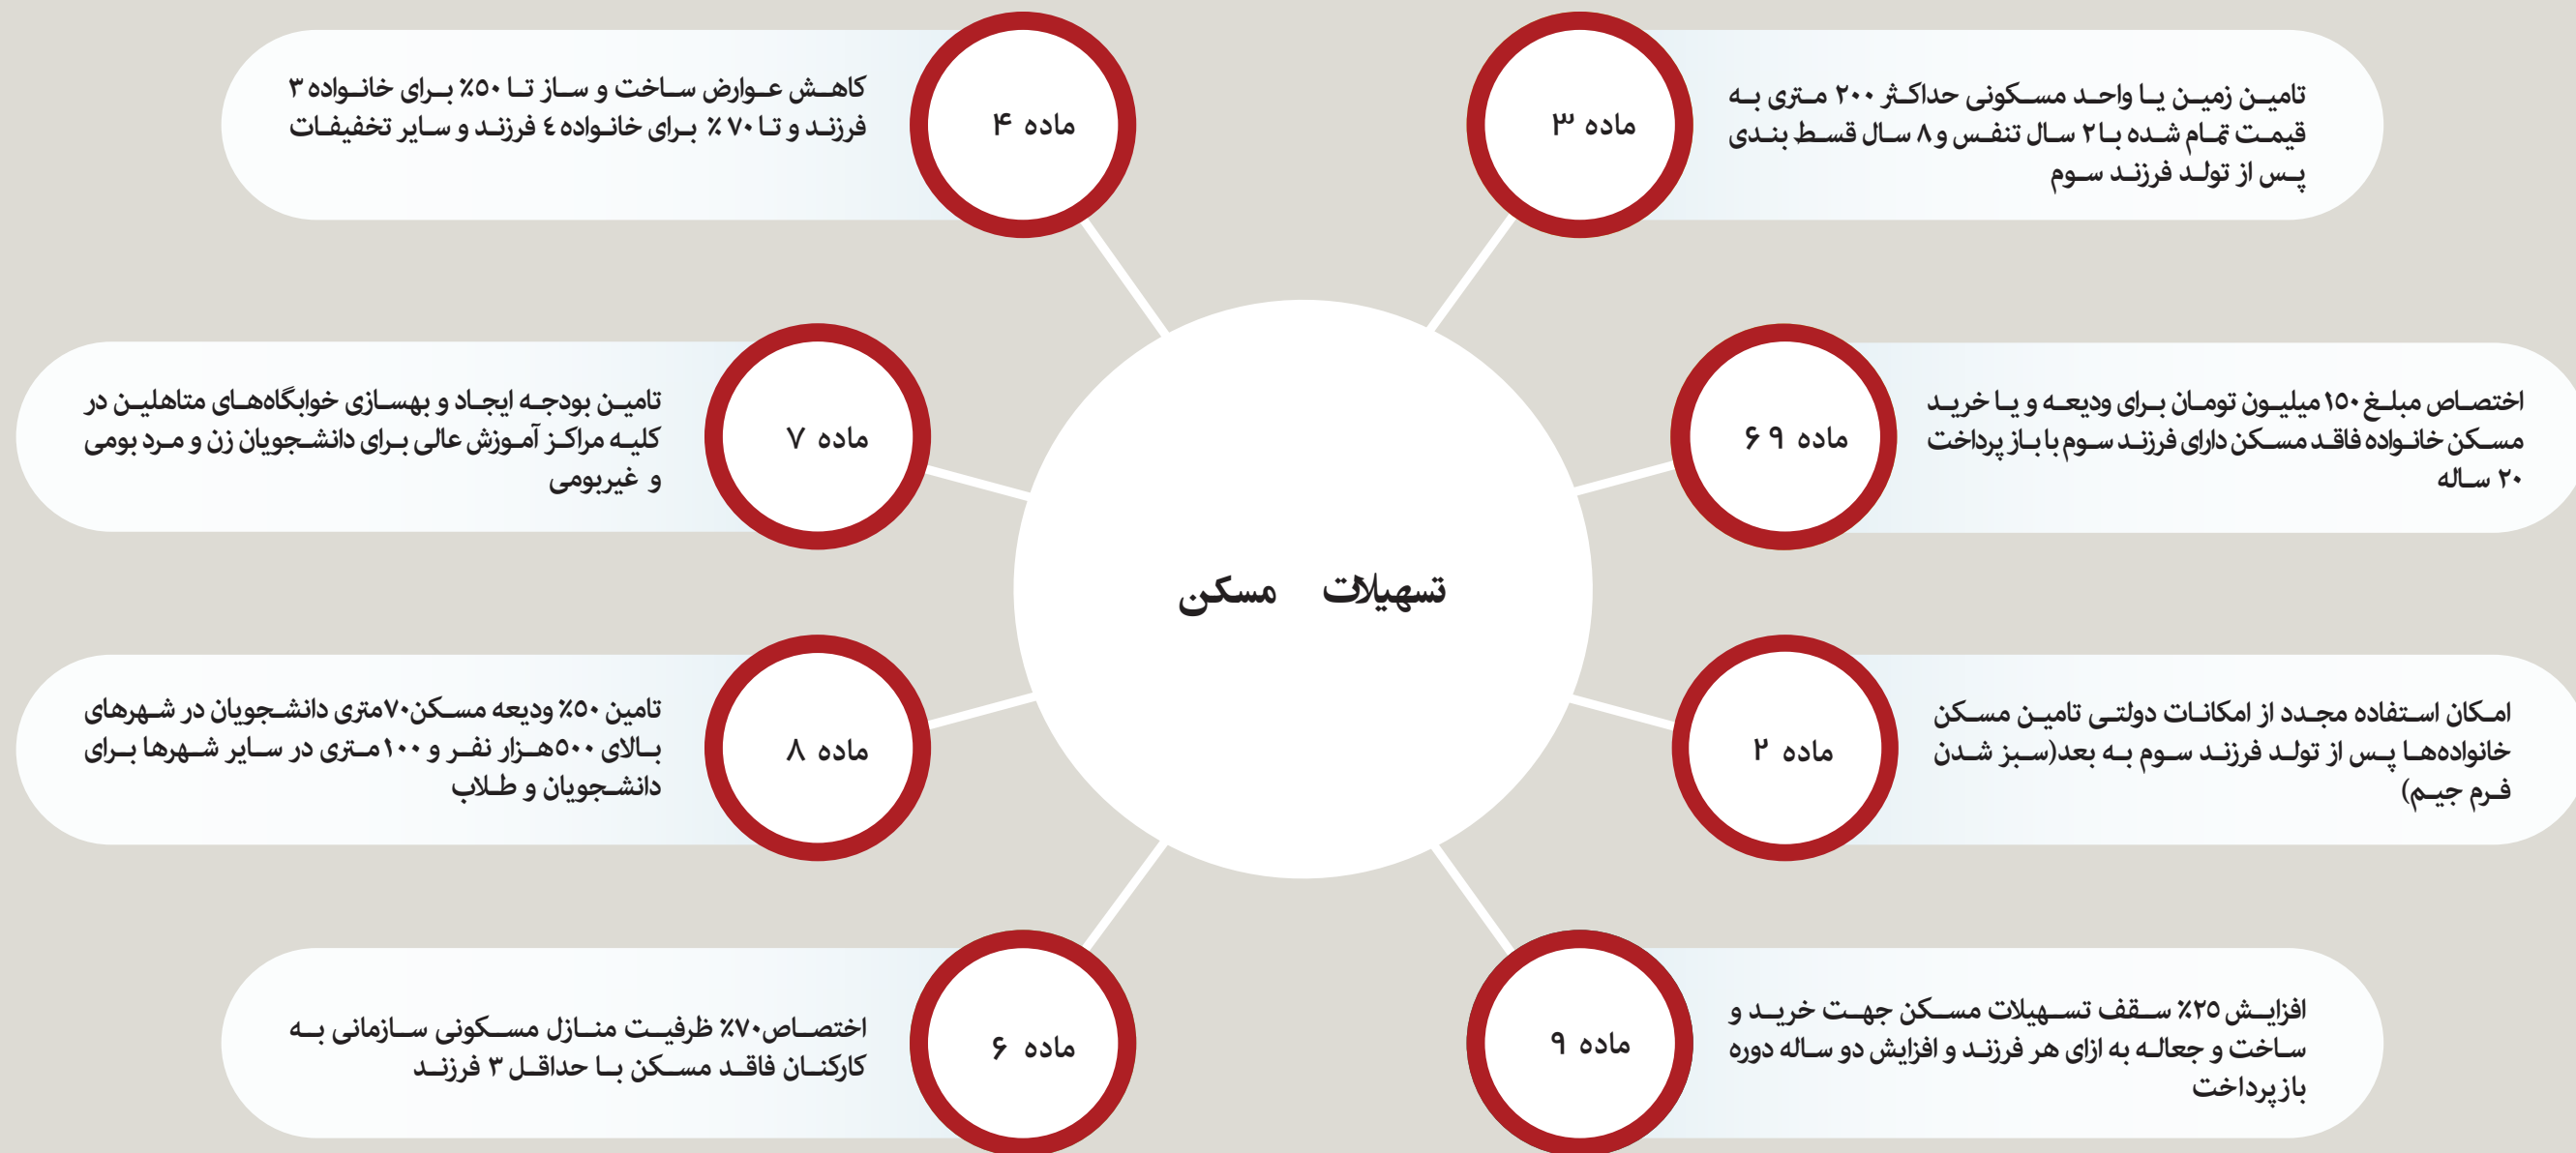 ماده ۳
تامین زمین یا واحد مسکونی حداکثر ۲۰۰ متری به
قیمت تمام شده با ۲ سال تنفس و ۸ سال قسط بندی
پس از تولد فرزند سوم
ماده ۴
کاهش عوارض ساخت و ساز تا ۵۰٪ برای خانواده ۳
فرزند و تا ۷۰ ٪ برای خانواده ٤ فرزند و سایر تخفیفات
ماده ۶۹
اختصاص مبلغ ۱۵۰ میلیون تومان برای ودیعه و یا خرید
مسکن خانواده فاقد مسکن دارای فرزند سوم با باز پرداخت
۲۰ ساله
ماده ۷
تامین بودجه ایجاد و بهسازی خوابگاه‌های متاهلین در
کلیه مراکز آموزش عالی برای دانشجویان زن و مرد بومی
و غیربومی
تسهیلات مسکن
ماده ۲
امکان استفاده مجدد از امکانات دولتی تامین مسکن
خانواده‌ها پس از تولد فرزند سوم به بعد(سبز شدن
فرم جیم)
ماده ۸
تامین ۵۰٪ ودیعه مسکن۷۰متری دانشجویان در شهرهای
بالای ۵۰۰هزار نفر و ۱۰۰ متری در سایر شهرها برای
دانشجویان و طلاب
ماده ۹
افزایش ۲۵٪ سقف تسهیلات مسکن جهت خرید و
ساخت و جعاله به ازای هر فرزند و افزایش دو ساله دوره
بازپرداخت
ماده ۶
اختصاص۷۰٪ ظرفیت منازل مسکونی سازمانی به
کارکنان فاقد مسکن با حداقل ۳ فرزند